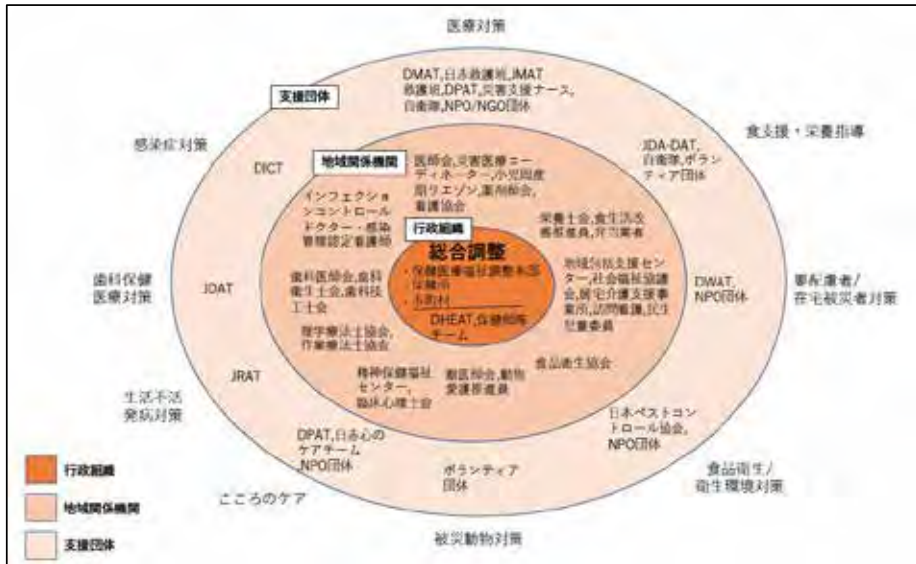 医療対策
支援団体
DMAT,日赤救護班,JMAT
救護班,DPAT,災害支援ナース,
自衛隊,NPO/NGO団体
食支援・栄養指導
JDA-DAT,
自衛隊,ボラン
ティア団体
感染症対策
DICT
地域関係機関
医師会,災害医療コー
ディネーター,小児周産
期リエゾン,薬剤師会,
看護協会
インフェクショ
ンコントロール
ドクター・感染
管理認定看護師
栄養士会,食生活改
善推進員,弁当業者
行政組織
総合調整
・保健医療福祉調整本部
・保健所
・市町村
DHEAT,保健師等
チーム
歯科保健
医療対策
JDAT
歯科医師会,歯科
衛生士会,歯科技
工士会
地域包括支援セン
ター,社会福祉協議
会,居宅介護支援事
業所,訪問看護,民生
児童委員
DWAT,
NPO団体
要配慮者/
在宅被災者対策
理学療法士協会,
作業療法士協会
JRAT
生活不活
発病対策
精神保健福祉
センター,
臨床心理士会
獣医師会,動物
愛護推進員
食品衛生協会
DPAT,日赤心の
ケアチーム
,NPO団体
ボランティア
団体
日本ペストコン
トロール協会,
NPO団体
食品衛生/
衛生環境対策
こころのケア
被災動物対策
行政組織
地域関係機関
支援団体